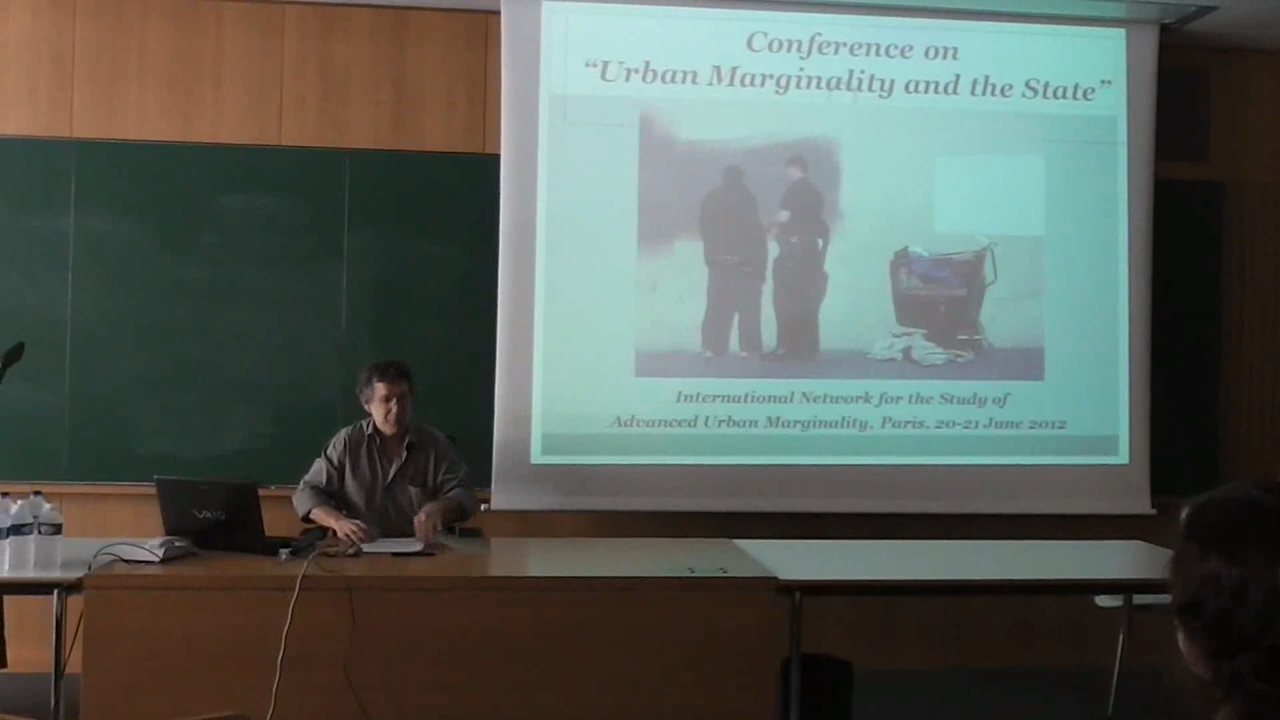 Conference on
“Urban Marginality and the State”
International Network for the Study of
Advanced Urban Marginality, Paris, 20-21 June 2012
VAIO